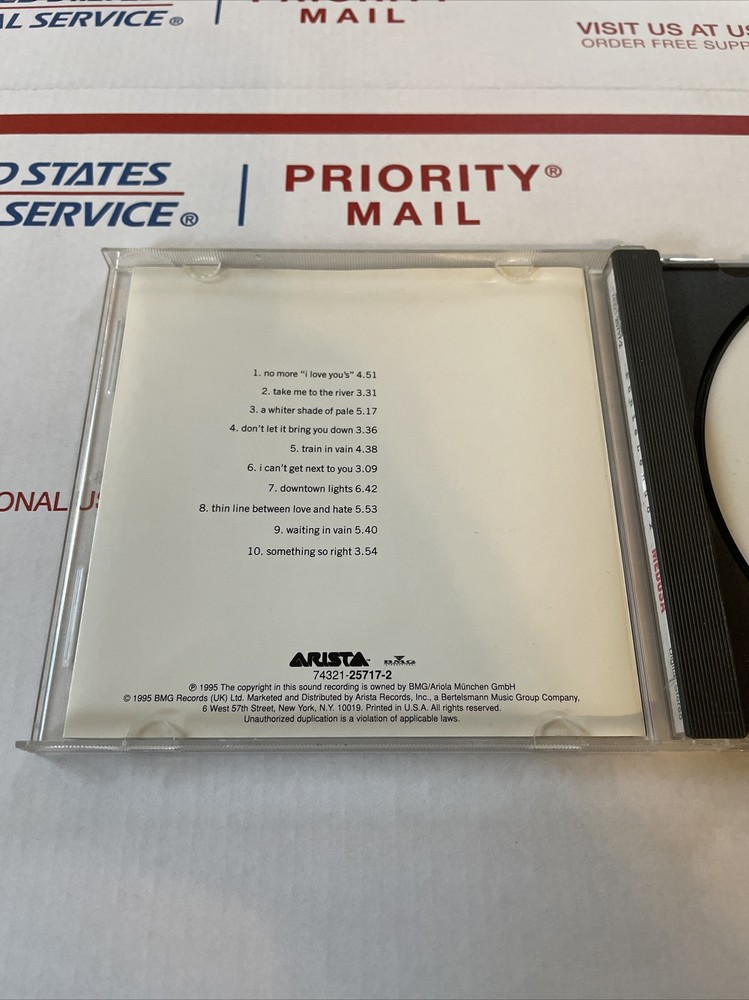 AL SERVICE®
MAIL
VISIT US AT US
ORDER FREE SUPP
D STATES
SERVICE®
PRIORITY®
MAIL
ONAL US
1. no more "i love you's" 4.51
2. take me to the river 3.31
3. a whiter shade of pale 5.17
4. don't let it bring you down 3.36
5. train in vain 4.38
6. i can't get next to you 3.09
7. downtown lights 6.42
8. thin line between love and hate 5.53
9. waiting in vain 5.40
10. something so right 3.54
ARISTA BMG
74321-25717-2
℗ 1995 The copyright in this sound recording is owned by BMG/Ariola München GmbH
© 1995 BMG Records (UK) Ltd. Marketed and Distributed by Arista Records, Inc., a Bertelsmann Music Group Company,
6 West 57th Street, New York, N.Y. 10019. Printed in U.S.A. All rights reserved.
Unauthorized duplication is a violation of applicable laws.
MEDUSA